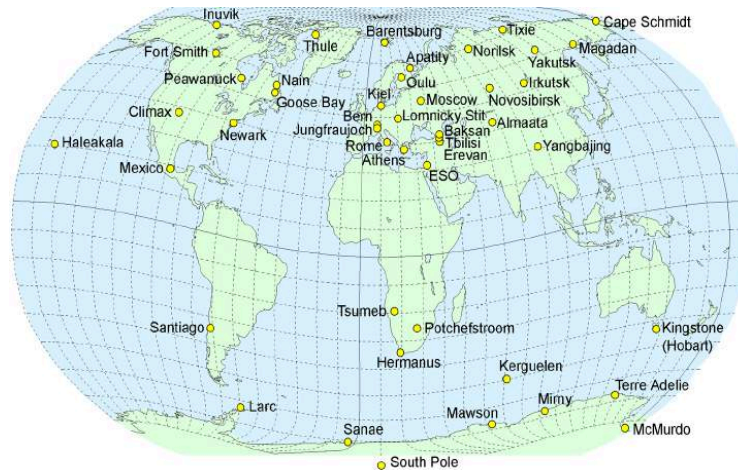 Inuvik
Cape Schmidt
Tixie
Barentsburg
Thule
Fort Smith
Norilsk
Magadan
Yakutsk
Apatity
Peawanuck
Nain
Oulu
Irkutsk
Kiel
Novosibirsk
Goose Bay
Moscow
Climax
Bern
Lomnicky Stit
Almaata
Newark
Jungfraujoch
Baksan
Haleakala
Rome
Tbilisi
Yangbajing
Athens
Erevan
Mexico
ESO
Tsumeb
Santiago
Potchefstroom
Kingstone
(Hobart)
Hermanus
Kerguelen
Terre Adelie
Larc
Mirny
Mawson
Sanae
McMurdo
South Pole